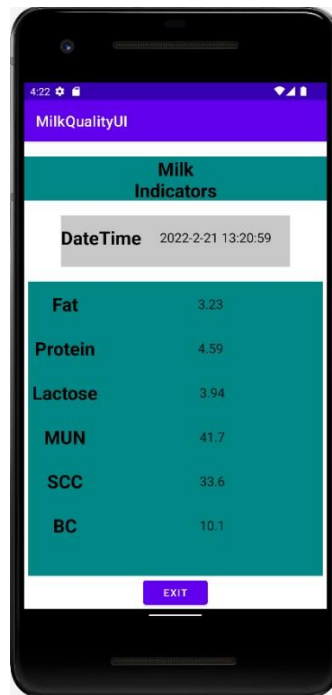 4:22
MilkQualityUI
Milk
Indicators
DateTime 2022-2-21 13:20:59
Fat 3.23
Protein 4.59
Lactose 3.94
MUN 41.7
SCC 33.6
BC 10.1
EXIT